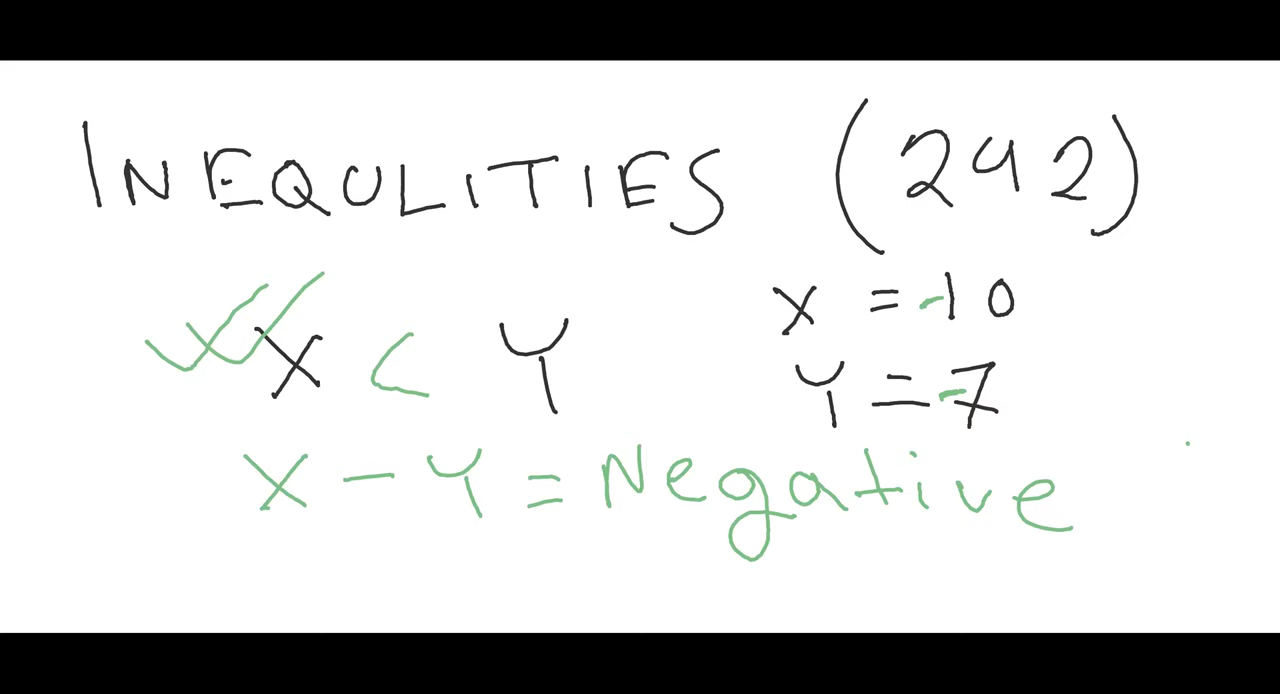 INEQULITIES (242)
X < Y
X = -10
Y = -7
X - Y = Negative